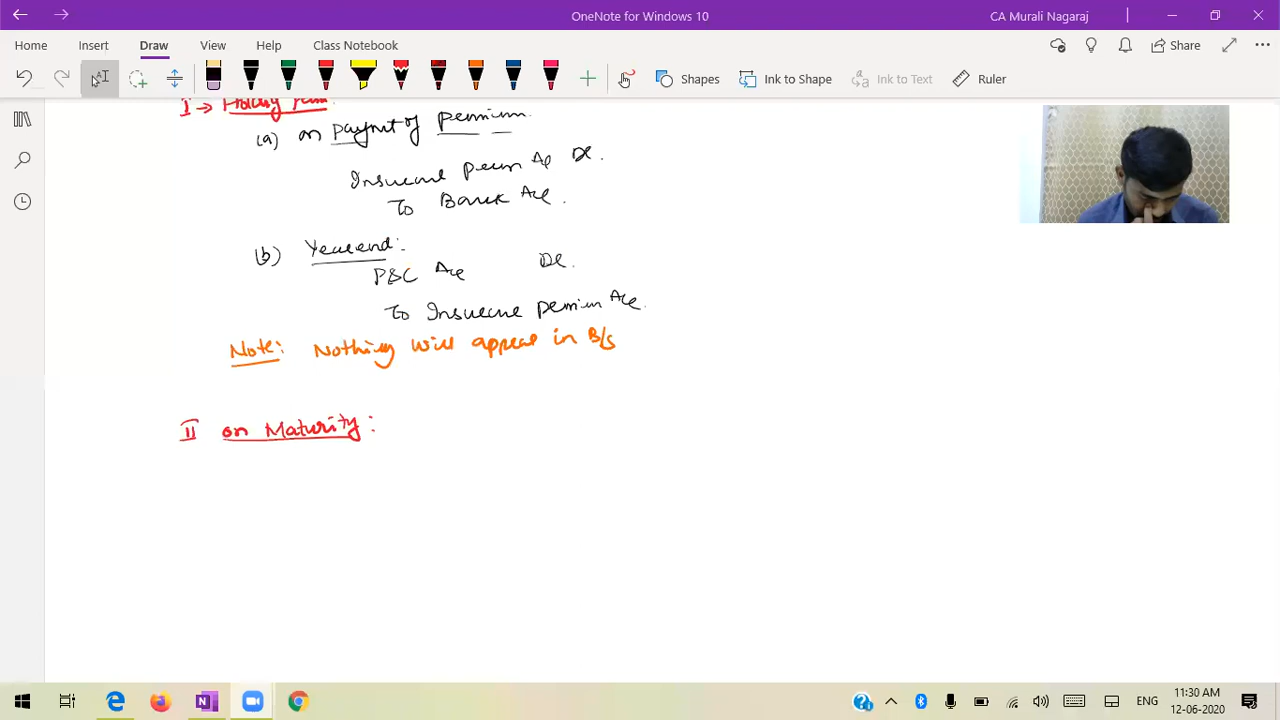 OneNote for Windows 10
CA Murali Nagaraj
Home Insert Draw View Help Class Notebook
Share
Shapes Ink to Shape Ink to Text Ruler
I →
(a) on payment of premium.
Insurance prem A/c Dr.
To Bank A/c.
(b) Year end:
P&L A/c Dr.
To Insurance premium A/c.
Note: Nothing will appear in B/s
II on Maturity:
ENG
11:30 AM
12-06-2020